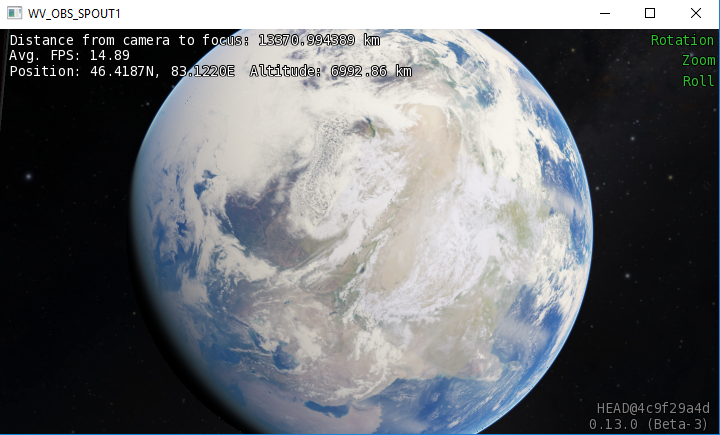 WV_OBS_SPOUT1
Distance from camera to focus: 13370.994389 km
Avg. FPS: 14.89
Position: 46.4187N, 83.1220E  Altitude: 6992.86 km
Rotation
Zoom
Roll
HEAD@4c9f29a4d
0.13.0 (Beta-3)